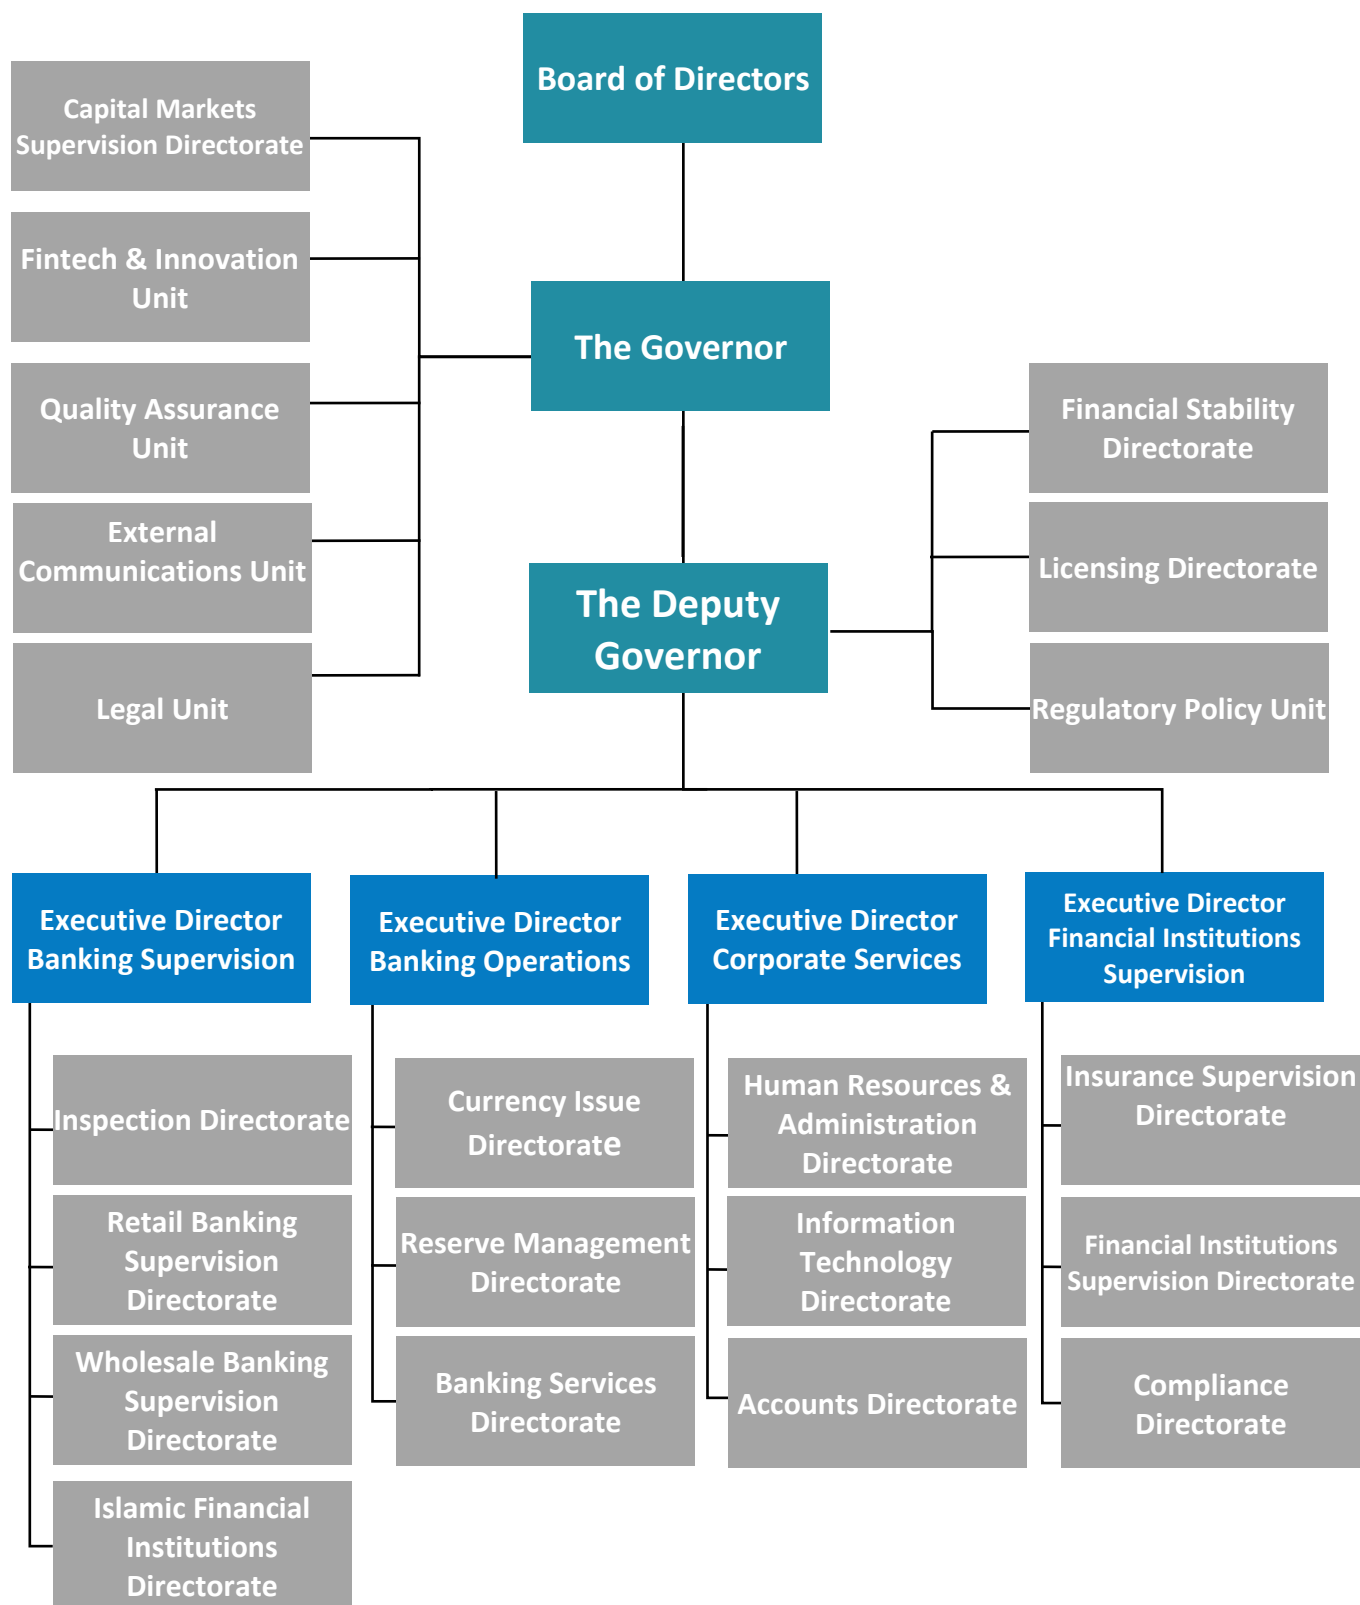 Board of Directors
Capital Markets
Supervision Directorate
Fintech & Innovation
Unit
The Governor
Quality Assurance
Unit
Financial Stability
Directorate
External
Communications Unit
Licensing Directorate
The Deputy
Governor
Legal Unit
Regulatory Policy Unit
Executive Director
Banking Supervision
Executive Director
Banking Operations
Executive Director
Corporate Services
Executive Director
Financial Institutions
Supervision
Inspection Directorate
Retail Banking
Supervision
Directorate
Wholesale Banking
Supervision
Directorate
Islamic Financial
Institutions
Directorate
Currency Issue
Directorate
Reserve Management
Directorate
Banking Services
Directorate
Human Resources &
Administration
Directorate
Information
Technology
Directorate
Accounts Directorate
Insurance Supervision
Directorate
Financial Institutions
Supervision Directorate
Compliance
Directorate